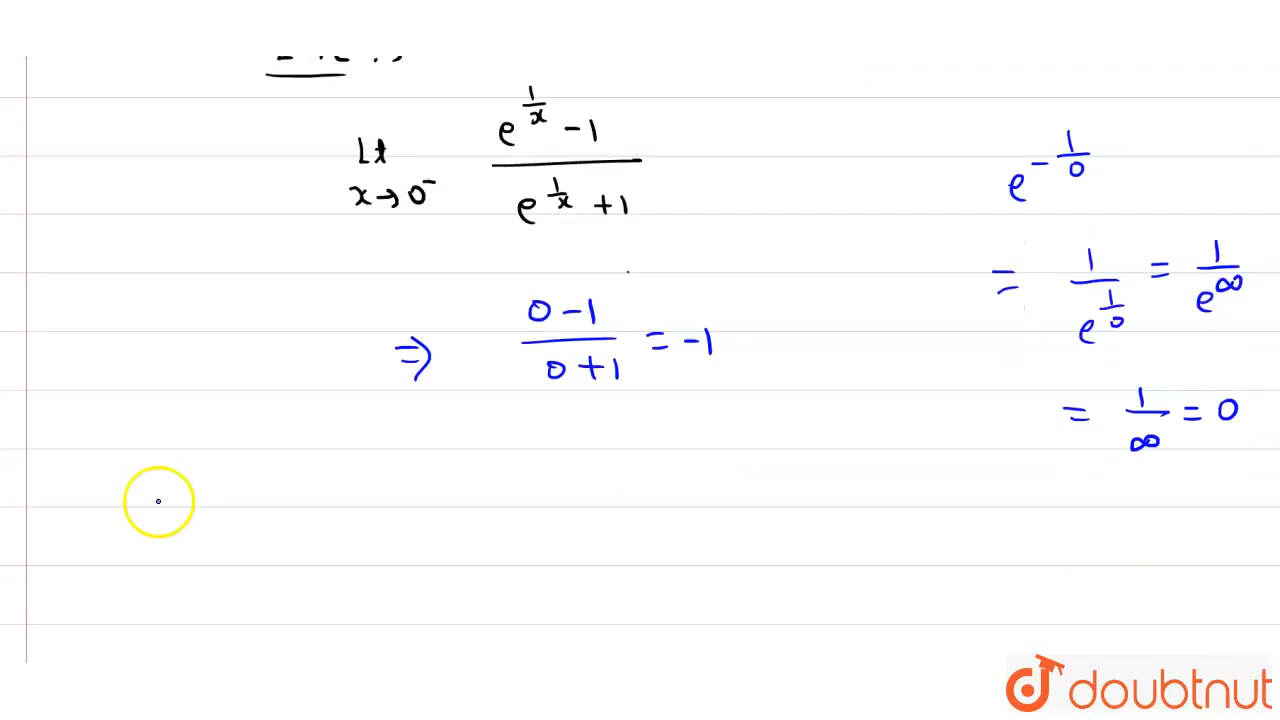 Lt x→0⁻ (e^(1/x) - 1)/(e^(1/x) + 1)
⇒ (0-1)/(0+1) = -1
e^(-1/0)
= 1/e^(1/0) = 1/e^∞
= 1/∞ = 0
doubtnut